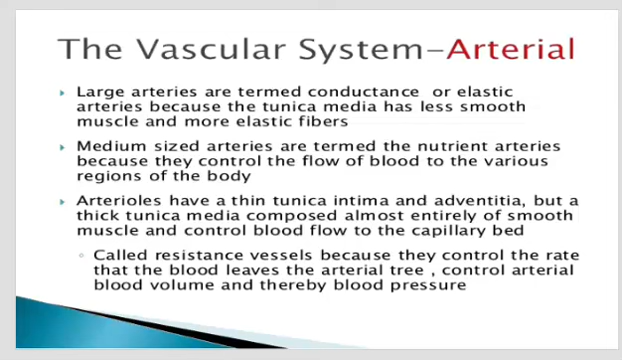 The Vascular System-Arterial
Large arteries are termed conductance or elastic
arteries because the tunica media has less smooth
muscle and more elastic fibers
Medium sized arteries are termed the nutrient arteries
because they control the flow of blood to the various
regions of the body
Arterioles have a thin tunica intima and adventitia, but a
thick tunica media composed almost entirely of smooth
muscle and control blood flow to the capillary bed
Called resistance vessels because they control the rate
that the blood leaves the arterial tree , control arterial
blood volume and thereby blood pressure